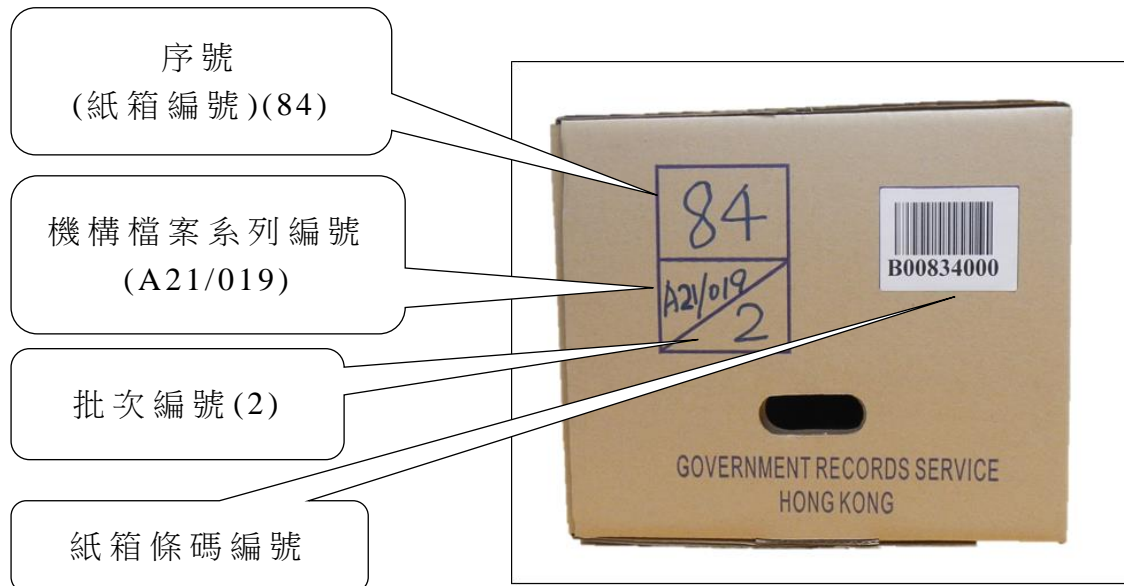 序號
(紙箱編號)(84)
機構檔案系列編號
(A21/019)
批次編號(2)
紙箱條碼編號
84
A21/019
2
B00834000
GOVERNMENT RECORDS SERVICE
HONG KONG